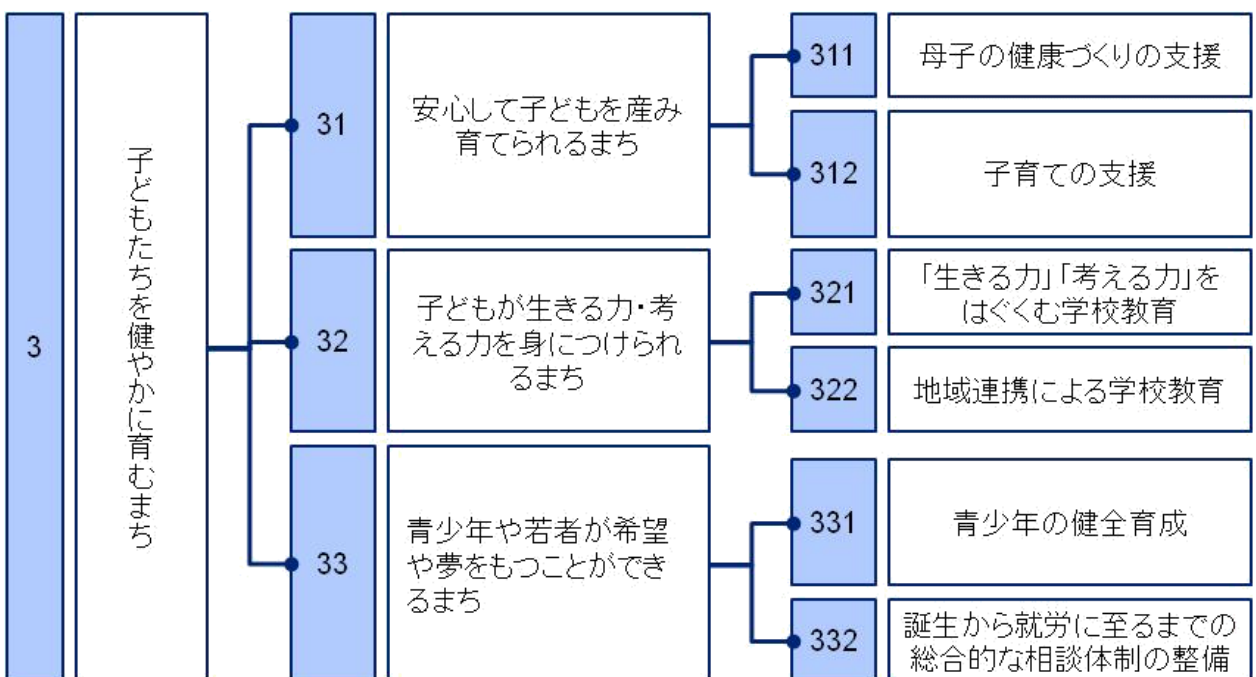 3
子どもたちを健やかに育むまち
31
安心して子どもを産み
育てられるまち
311
母子の健康づくりの支援
312
子育ての支援
32
子どもが生きる力・考
える力を身につけられ
るまち
321
「生きる力」「考える力」を
はぐくむ学校教育
322
地域連携による学校教育
33
青少年や若者が希望
や夢をもつことができ
るまち
331
青少年の健全育成
332
誕生から就労に至るまでの
総合的な相談体制の整備